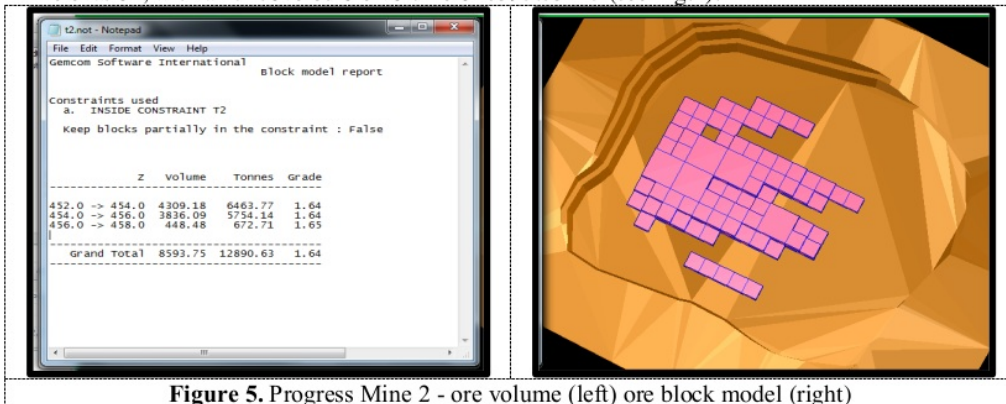 t2.not - Notepad
File Edit Format View Help
Gemcom Software International
Block model report
Constraints used
a. INSIDE CONSTRAINT T2
Keep blocks partially in the constraint : False
Z Volume Tonnes Grade
452.0 -> 454.0 4309.18 6463.77 1.64
454.0 -> 456.0 3836.09 5754.14 1.64
456.0 -> 458.0 448.48 672.71 1.65
Grand Total 8593.75 12890.63 1.64
Figure 5. Progress Mine 2 - ore volume (left) ore block model (right)